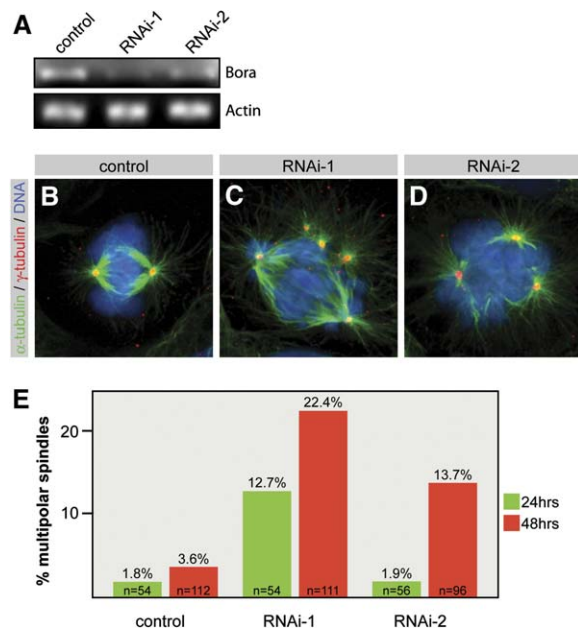 A
control
RNAi-1
RNAi-2
Bora
Actin
control
RNAi-1
RNAi-2
α-tubulin / γ-tubulin / DNA
B
C
D
E
% multipolar spindles
20
10
1.8%
3.6%
12.7%
22.4%
1.9%
13.7%
n=54
n=112
n=54
n=111
n=56
n=96
24hrs
48hrs
control
RNAi-1
RNAi-2